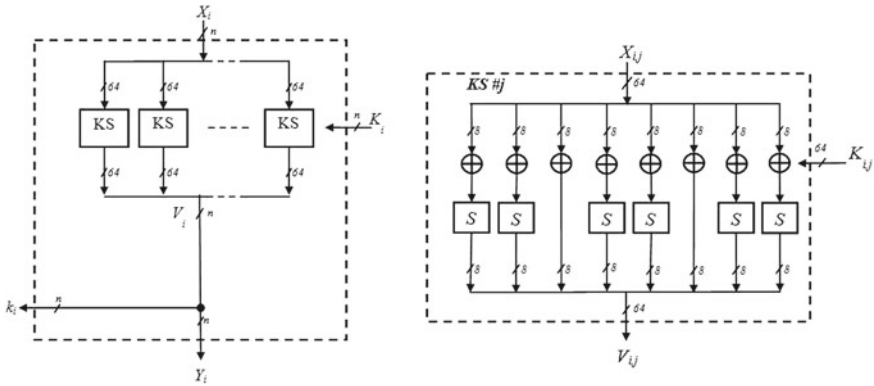 X_i
n
64 64 64
KS KS KS
n K_i
64 64 64
V_i n
k_i n
n
Y_i
X_{i,j}
64
KS #j
8 8 8 8 8 8 8 8
64 K_{i,j}
S S S S S S
8 8 8 8 8 8 8 8
64
V_{i,j}